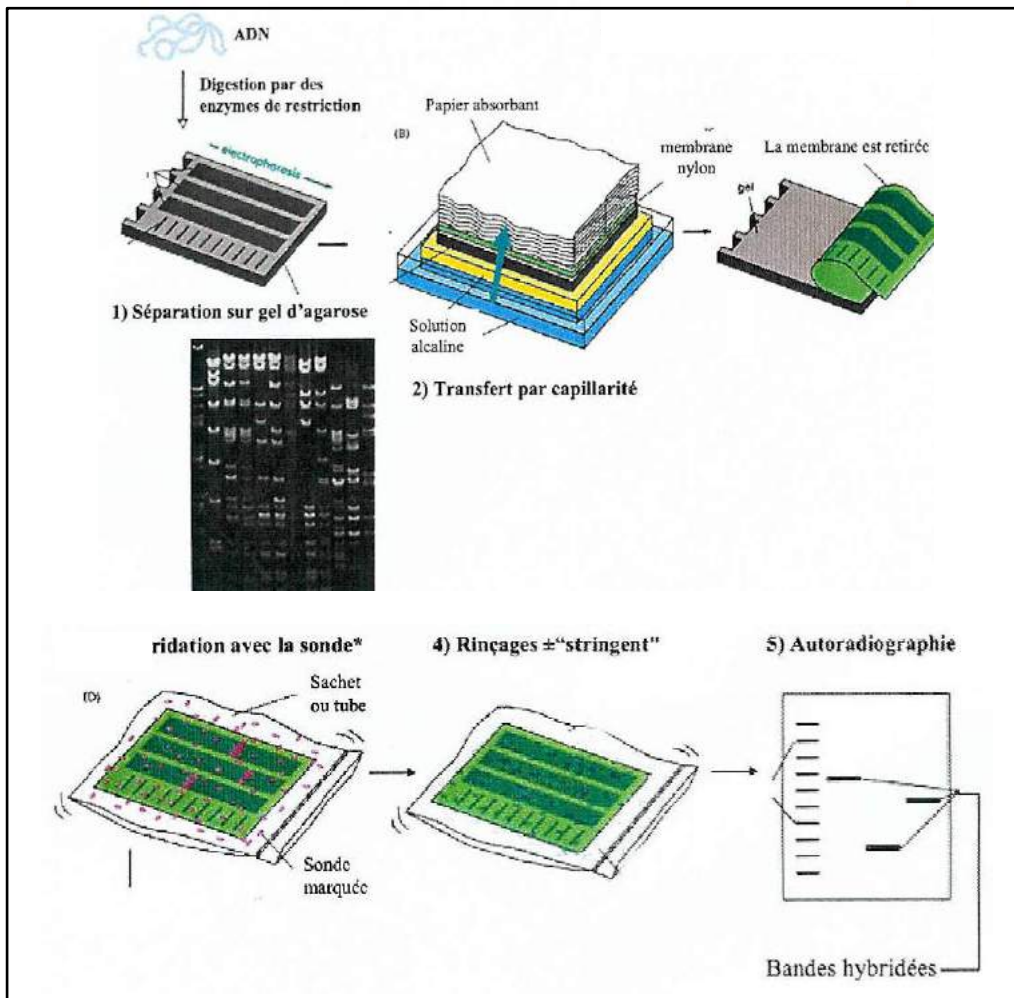 ADN
Digestion par des
enzymes de restriction
electrophoresis
1) Séparation sur gel d'agarose
Papier absorbant
(B)
membrane
nylon
Solution
alcaline
2) Transfert par capillarité
La membrane est retirée
gel
ridation avec la sonde*
(D)
Sachet
ou tube
Sonde
marquée
4) Rinçages ±"stringent"
5) Autoradiographie
Bandes hybridées